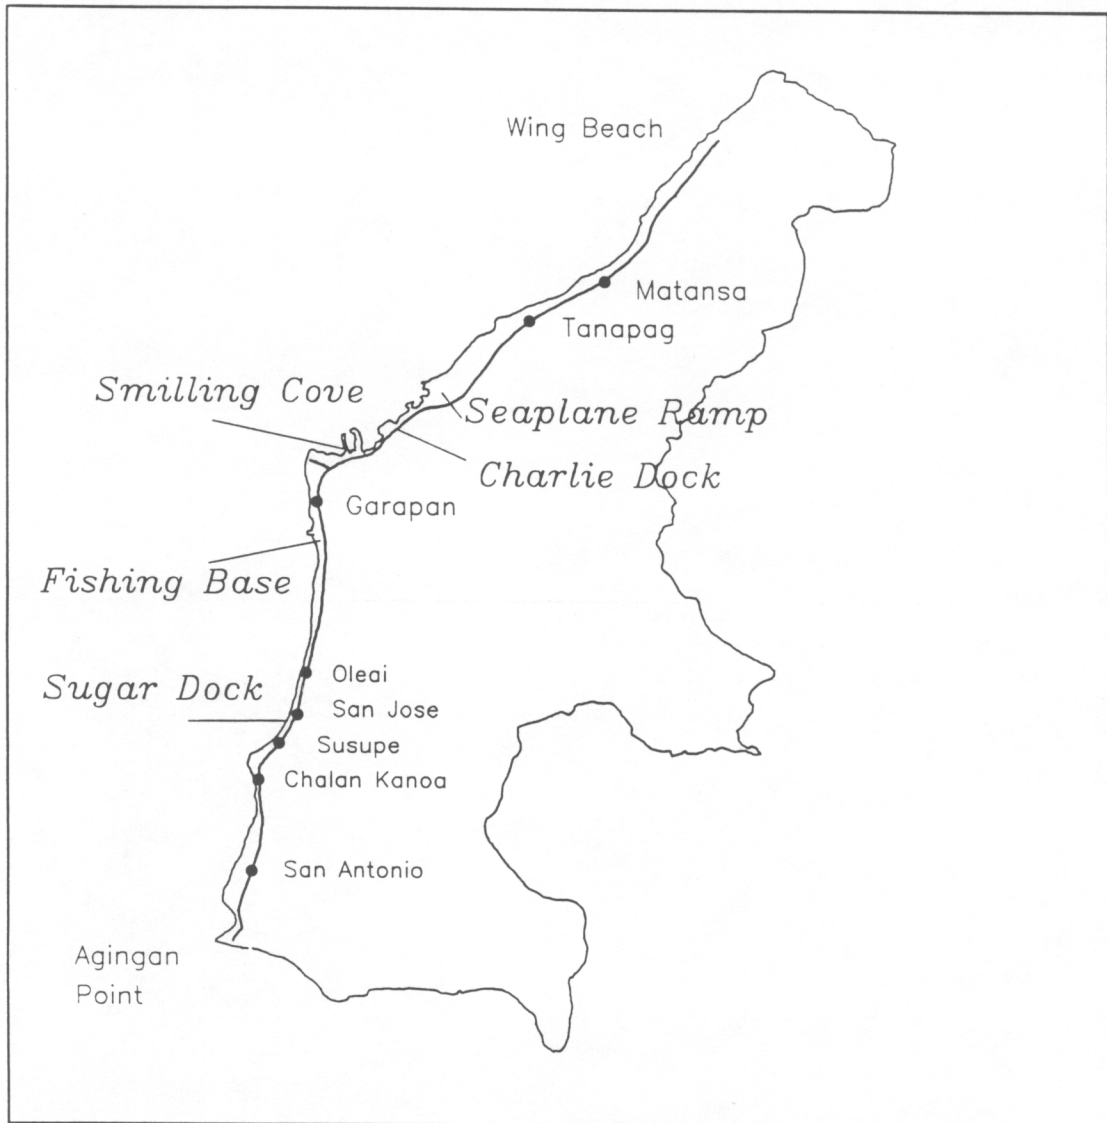 Wing Beach
Matansa
Tanapag
Smilling Cove
Seaplane Ramp
Charlie Dock
Garapan
Fishing Base
Oleai
Sugar Dock
San Jose
Susupe
Chalan Kanoa
San Antonio
Agingan
Point